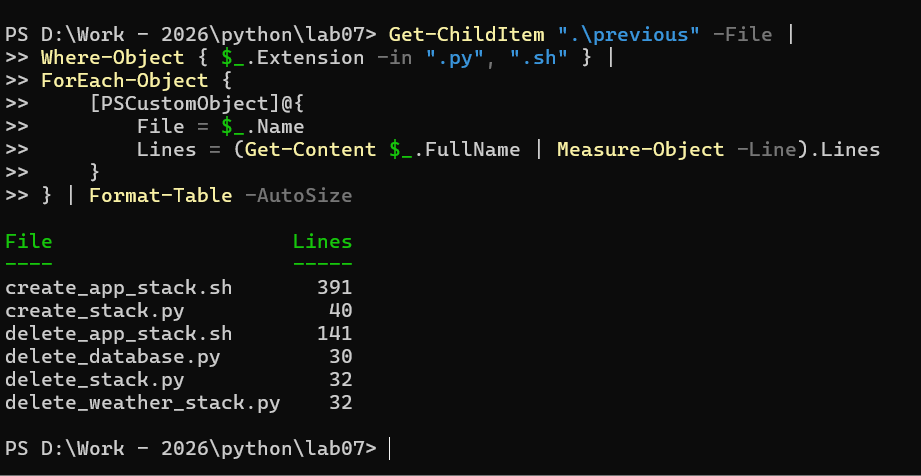 PS D:\Work - 2026\python\lab07> Get-ChildItem ".\previous" -File |
>> Where-Object { $_.Extension -in ".py", ".sh" } |
>> ForEach-Object {
>>     [PSCustomObject]@{
>>         File = $_.Name
>>         Lines = (Get-Content $_.FullName | Measure-Object -Line).Lines
>>     }
>> } | Format-Table -AutoSize

File                    Lines
----                    -----
create_app_stack.sh       391
create_stack.py            40
delete_app_stack.sh       141
delete_database.py         30
delete_stack.py            32
delete_weather_stack.py    32

PS D:\Work - 2026\python\lab07>